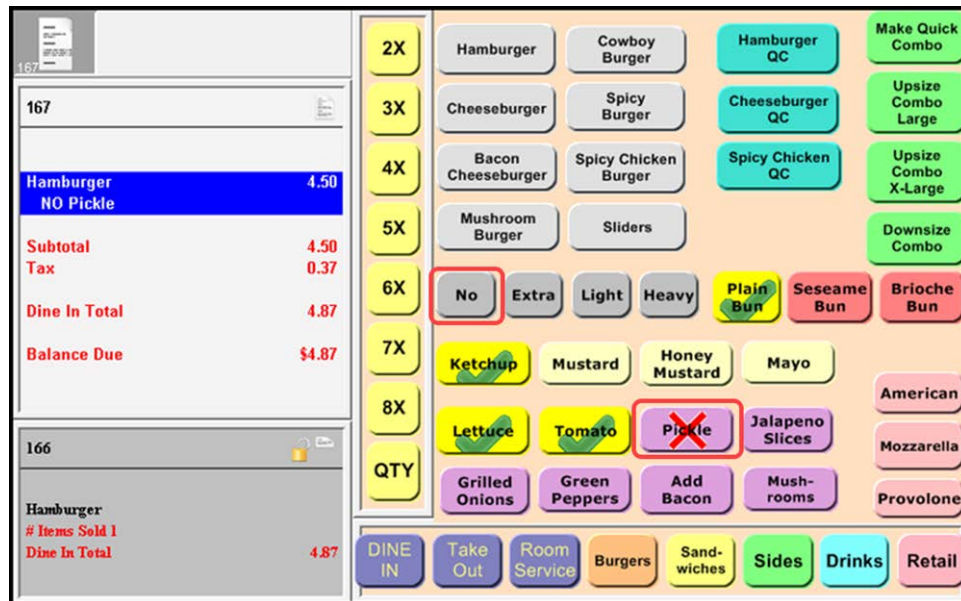 167
167
Hamburger 4.50
NO Pickle
Subtotal 4.50
Tax 0.37
Dine In Total 4.87
Balance Due $4.87
166
Hamburger
# Items Sold 1
Dine In Total 4.87
2X
3X
4X
5X
6X
7X
8X
QTY
Hamburger
Cowboy
Burger
Hamburger
QC
Make Quick
Combo
Cheeseburger
Spicy
Burger
Cheeseburger
QC
Upsize
Combo
Large
Bacon
Cheeseburger
Spicy Chicken
Burger
Spicy Chicken
QC
Upsize
Combo
X-Large
Mushroom
Burger
Sliders
Downsize
Combo
No
Extra
Light
Heavy
Plain
Bun
Seseame
Bun
Brioche
Bun
Ketchup
Mustard
Honey
Mustard
Mayo
American
Lettuce
Tomato
Pickle
Jalapeno
Slices
Mozzarella
Grilled
Onions
Green
Peppers
Add
Bacon
Mush-
rooms
Provolone
DINE
IN
Take
Out
Room
Service
Burgers
Sand-
wiches
Sides
Drinks
Retail